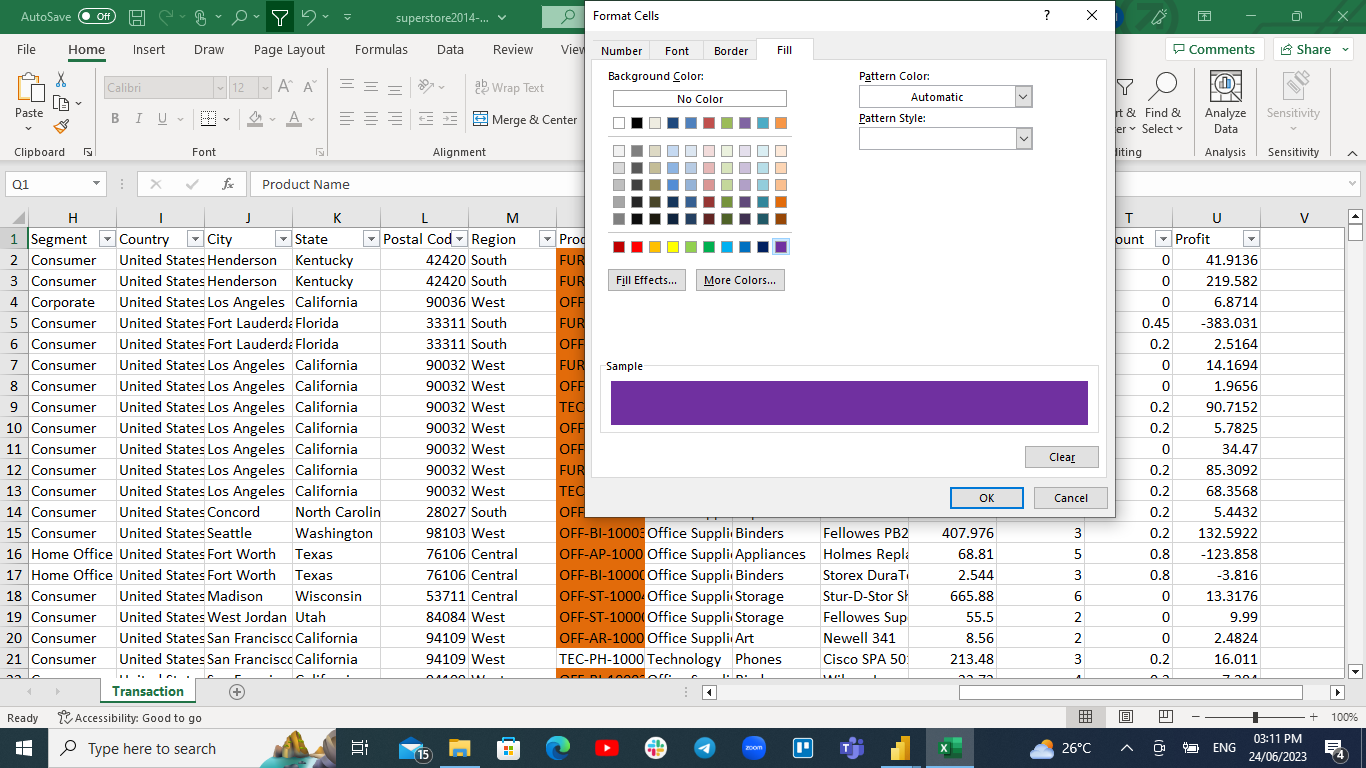 AutoSave Off superstore2014-...
File Home Insert Draw Page Layout Formulas Data Review View Comments Share
Paste Calibri 12 Wrap Text Merge & Center
B I U
Find & Select Analyze Data Sensitivity
Clipboard Font Alignment Analysis Sensitivity
Format Cells ?
Number Font Border Fill
Background Color:
No Color
Fill Effects... More Colors...
Pattern Color:
Automatic
Pattern Style:
Sample
Clear
OK Cancel
Q1 fx Product Name
H I J K L M T U V
1 Segment Country City State Postal Cod Region Profit
2 Consumer United States Henderson Kentucky 42420 South FUR 0 41.9136
3 Consumer United States Henderson Kentucky 42420 South FUR 0 219.582
4 Corporate United States Los Angeles California 90036 West OFF 0 6.8714
5 Consumer United States Fort Lauderda Florida 33311 South FUR 0.45 -383.031
6 Consumer United States Fort Lauderda Florida 33311 South OFF 0.2 2.5164
7 Consumer United States Los Angeles California 90032 West FUR 0 14.1694
8 Consumer United States Los Angeles California 90032 West OFF 0 1.9656
9 Consumer United States Los Angeles California 90032 West TEC 0.2 90.7152
10 Consumer United States Los Angeles California 90032 West OFF 0.2 5.7825
11 Consumer United States Los Angeles California 90032 West OFF 0 34.47
12 Consumer United States Los Angeles California 90032 West FUR 0.2 85.3092
13 Consumer United States Los Angeles California 90032 West TEC 0.2 68.3568
14 Consumer United States Concord North Carolin 28027 South OFF 0.2 5.4432
15 Consumer United States Seattle Washington 98103 West OFF-BI-10003 Office Suppli Binders Fellowes PB2 407.976 3 0.2 132.5922
16 Home Office United States Fort Worth Texas 76106 Central OFF-AP-1000 Office Suppli Appliances Holmes Repla 68.81 5 0.8 -123.858
17 Home Office United States Fort Worth Texas 76106 Central OFF-BI-10000 Office Suppli Binders Storex DuraT 2.544 3 0.8 -3.816
18 Consumer United States Madison Wisconsin 53711 Central OFF-ST-10004 Office Suppli Storage Stur-D-Stor Sh 665.88 6 0 13.3176
19 Consumer United States West Jordan Utah 84084 West OFF-ST-1000 Office Suppli Storage Fellowes Sup 55.5 2 0 9.99
20 Consumer United States San Francisco California 94109 West OFF-AR-1000 Office Suppli Art Newell 341 8.56 2 0 2.4824
21 Consumer United States San Francisco California 94109 West TEC-PH-1000 Technology Phones Cisco SPA 50 213.48 3 0.2 16.011
Transaction
Ready Accessibility: Good to go 100%
Type here to search 15 zoom 26°C ENG 03:11 PM
24/06/2023 4